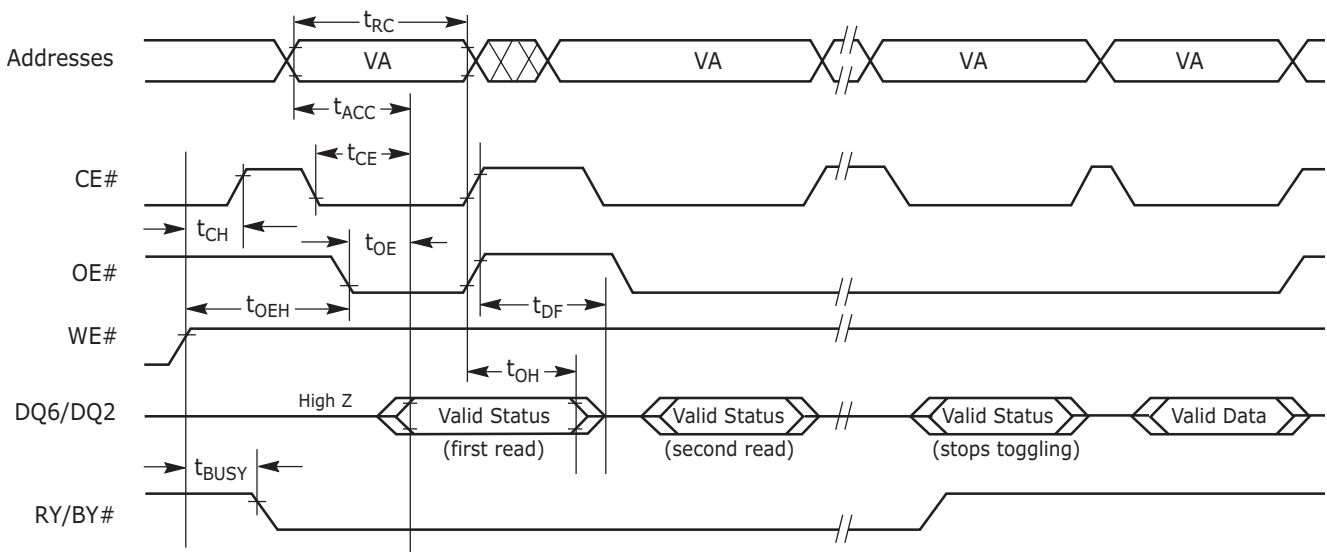 tRC
Addresses VA VA VA VA
tACC
tCE
CE#
tCH tOE
OE#
tOEH tDF
WE#
tOH
DQ6/DQ2 High Z Valid Status Valid Status Valid Status Valid Data
(first read) (second read) (stops toggling)
tBUSY
RY/BY#